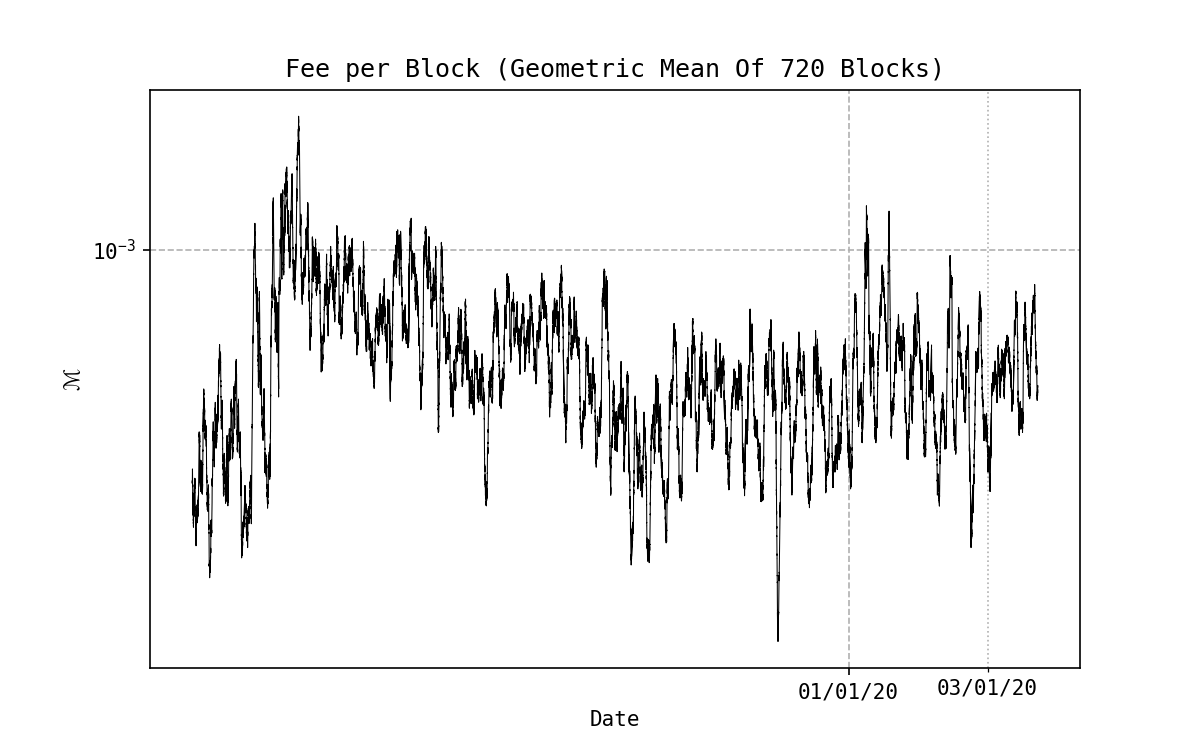 Fee per Block (Geometric Mean Of 720 Blocks)
10⁻³
ℳ
01/01/20
03/01/20
Date